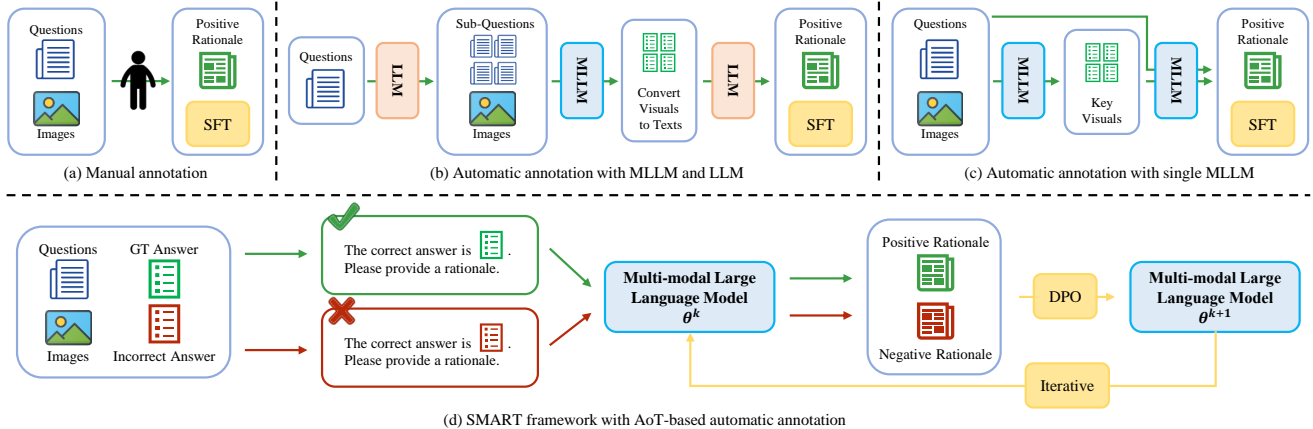 Questions
Images
Positive
Rationale
SFT
(a) Manual annotation
Questions
LLM
Sub-Questions
Images
MLLM
Convert
Visuals
to Texts
LLM
Positive
Rationale
SFT
(b) Automatic annotation with MLLM and LLM
Questions
Images
MLLM
Key
Visuals
MLLM
Positive
Rationale
SFT
(c) Automatic annotation with single MLLM
Questions
GT Answer
Images
Incorrect Answer
The correct answer is .
Please provide a rationale.
The correct answer is .
Please provide a rationale.
Multi-modal Large
Language Model
θᵏ
Positive Rationale
Negative Rationale
DPO
Multi-modal Large
Language Model
θᵏ⁺¹
Iterative
(d) SMART framework with AoT-based automatic annotation